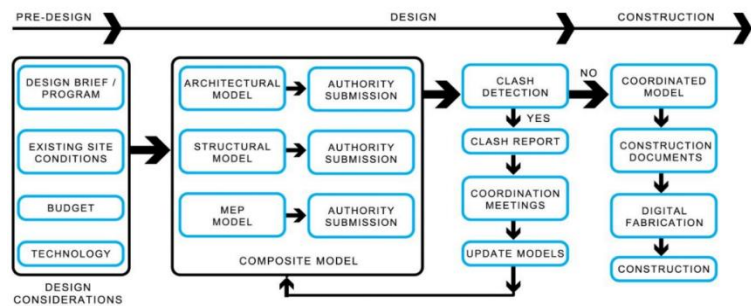 PRE-DESIGN
DESIGN
CONSTRUCTION
DESIGN BRIEF /
PROGRAM
EXISTING SITE
CONDITIONS
BUDGET
TECHNOLOGY
DESIGN
CONSIDERATIONS
ARCHITECTURAL
MODEL
AUTHORITY
SUBMISSION
STRUCTURAL
MODEL
AUTHORITY
SUBMISSION
MEP
MODEL
AUTHORITY
SUBMISSION
COMPOSITE MODEL
CLASH
DETECTION
NO
YES
CLASH REPORT
COORDINATION
MEETINGS
UPDATE MODELS
COORDINATED
MODEL
CONSTRUCTION
DOCUMENTS
DIGITAL
FABRICATION
CONSTRUCTION